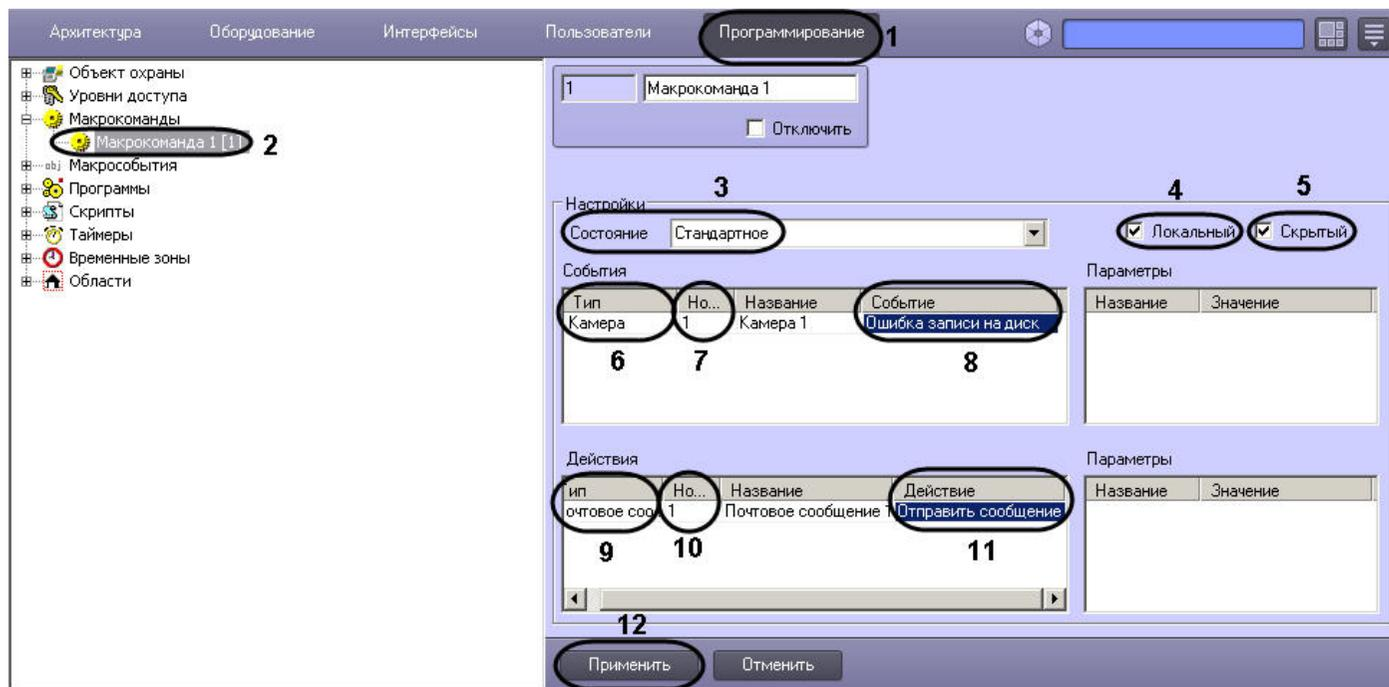 Архитектура Оборудование Интерфейсы Пользователи Программирование 1
Объект охраны
Уровни доступа
Макрокоманды
Макрокоманда 1 [1] 2
obj Макрособытия
Программы
Скрипты
Таймеры
Временные зоны
Области
1 Макрокоманда 1
Отключить
3 4 5
Настройки
Состояние Стандартное Локальный Скрытый
События Параметры
Тип Но... Название Событие Название Значение
Камера 1 Камера 1 Ошибка записи на диск
6 7 8
Действия Параметры
ип Но... Название Действие Название Значение
очтовое соо 1 Почтовое сообщение 1 Отправить сообщение
9 10 11
12
Применить Отменить